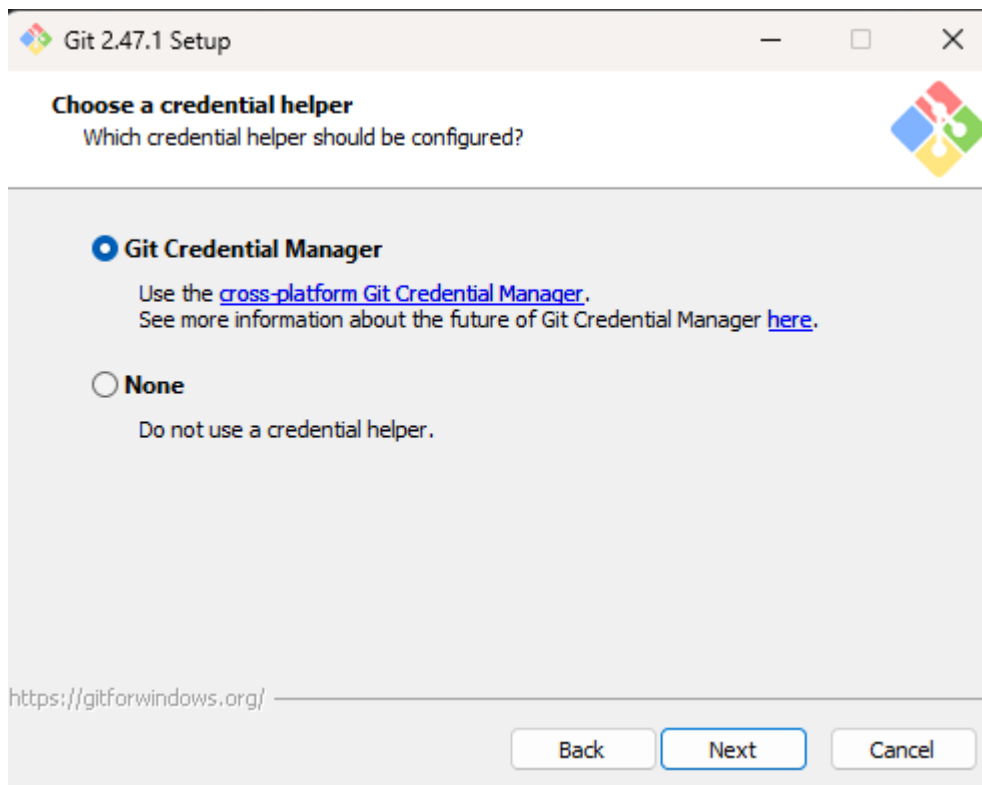 Git 2.47.1 Setup
Choose a credential helper
Which credential helper should be configured?
Git Credential Manager
Use the cross-platform Git Credential Manager.
See more information about the future of Git Credential Manager here.
None
Do not use a credential helper.
https://gitforwindows.org/
Back Next Cancel